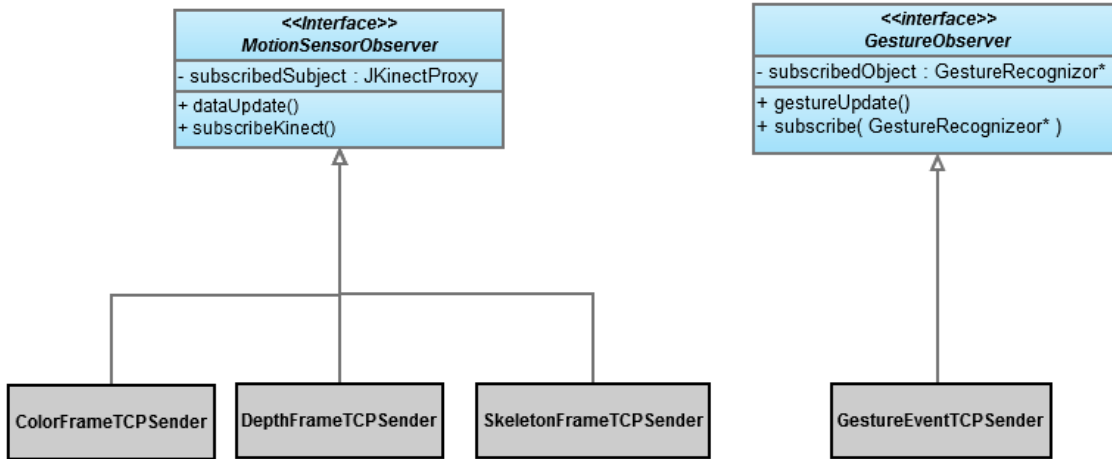 <<Interface>>
MotionSensorObserver
- subscribedSubject : JKinectProxy
+ dataUpdate()
+ subscribeKinect()
<<interface>>
GestureObserver
- subscribedObject : GestureRecognizor*
+ gestureUpdate()
+ subscribe( GestureRecognizeor* )
ColorFrameTCPSender
DepthFrameTCPSender
SkeletonFrameTCPSender
GestureEventTCPSender